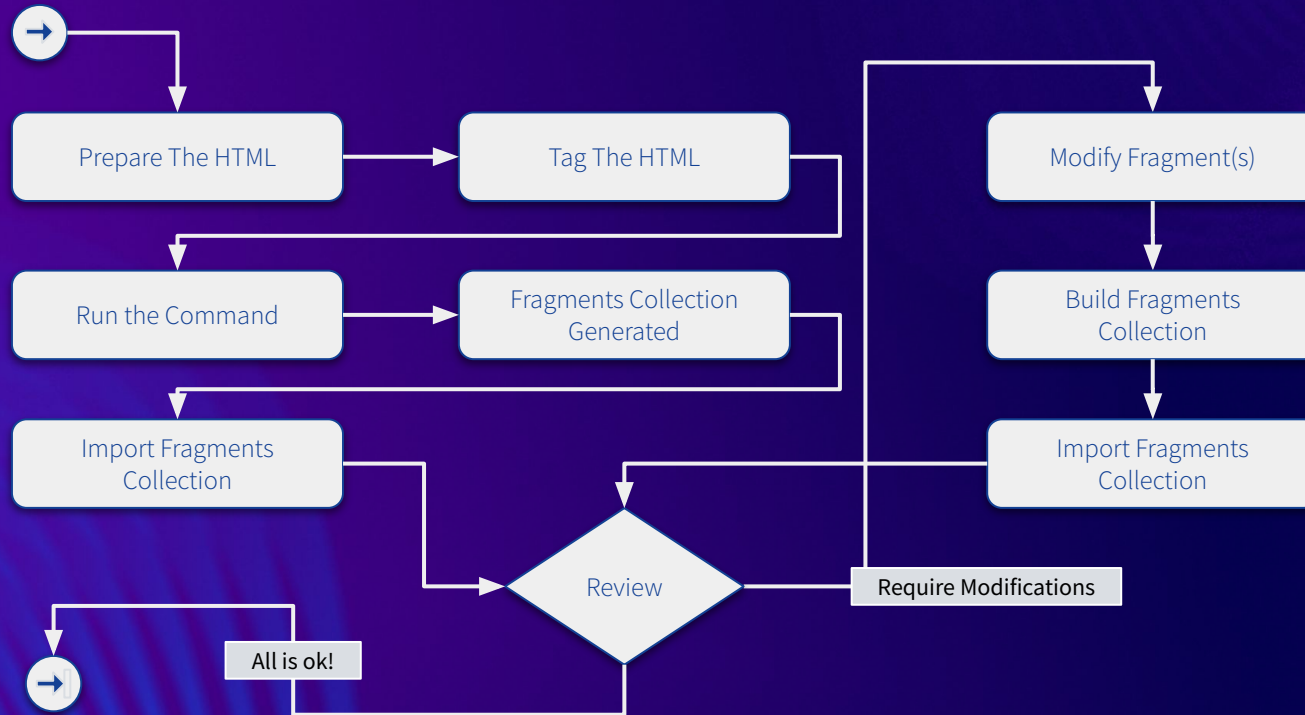 Prepare The HTML
Tag The HTML
Modify Fragment(s)
Run the Command
Fragments Collection
Generated
Build Fragments
Collection
Import Fragments
Collection
Import Fragments
Collection
Review
Require Modifications
All is ok!